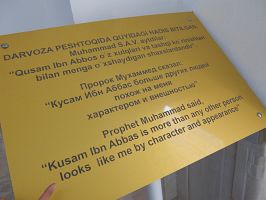 DARVOZA PESHTOQIDA QUYIDAGI HADIS BITILGAN
Muhammad S.A.V. aytdilar:
“Qusam Ibn Abbos o'z xulqlari va tashqi ko'rinishlari
bilan menga o'xshaydigan shaxslardandir”
Пророк Мухаммед сказал:
“Кусам Ибн Аббас больше других людей
похож на меня
характером и внешностью”
Prophet Muhammad said,
“Kusam Ibn Abbas is more than any other person
looks like me by character and appearance”